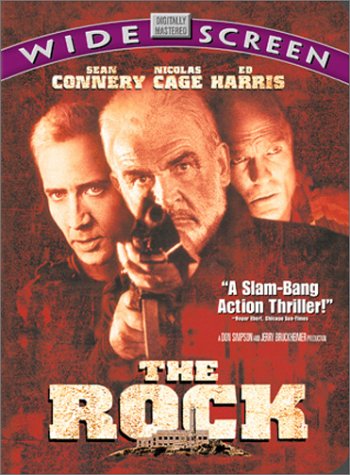 DIGITALLY
MASTERED
WIDE SCREEN
SEAN NICOLAS ED
CONNERY CAGE HARRIS
"A Slam-Bang
Action Thriller!"
"Roger Ebert, Chicago Sun-Times
A DON SIMPSON AND JERRY BRUCKHEIMER PRODUCTION
THE
ROCK